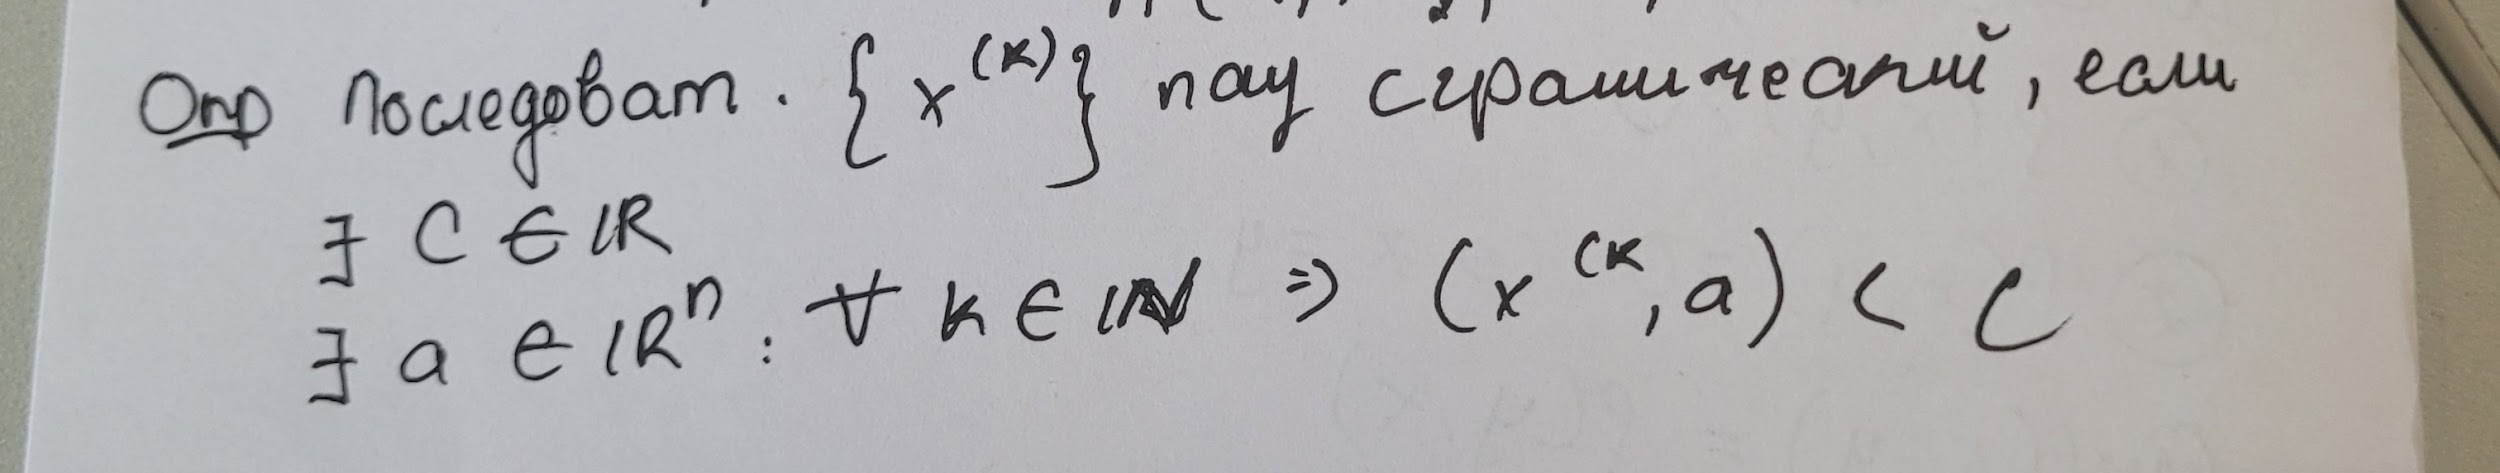 Опр Последоват. {x^(k)} наз ограниченной, если
∃ C ∈ ℝ
∃ a ∈ ℝ^n : ∀ k ∈ ℕ ⇒ (x^(k, a) < C